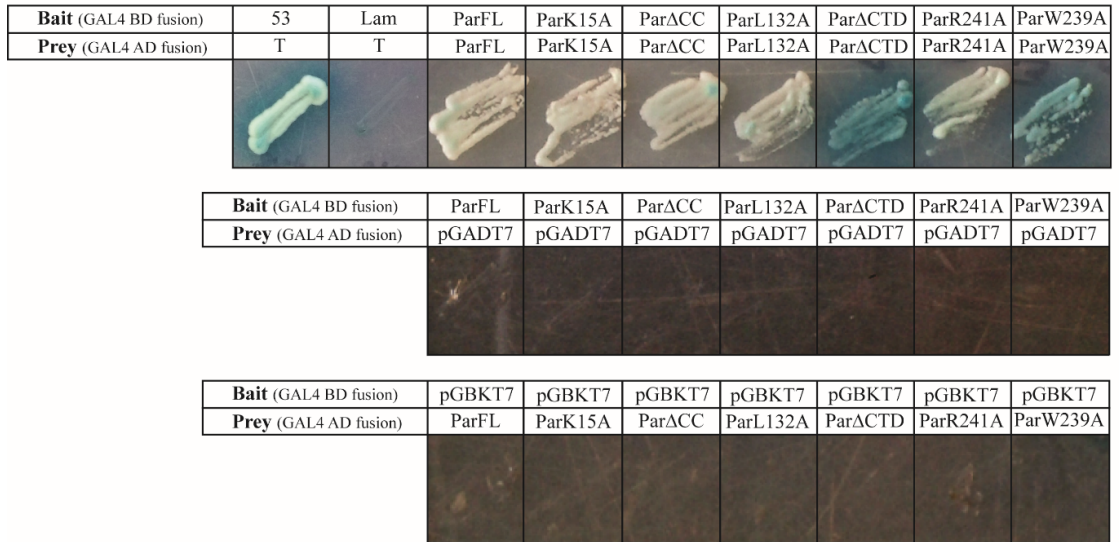 Bait (GAL4 BD fusion) 53 Lam ParFL ParK15A ParΔCC ParL132A ParΔCTD ParR241A ParW239A
Prey (GAL4 AD fusion) T T ParFL ParK15A ParΔCC ParL132A ParΔCTD ParR241A ParW239A
Bait (GAL4 BD fusion) ParFL ParK15A ParΔCC ParL132A ParΔCTD ParR241A ParW239A
Prey (GAL4 AD fusion) pGADT7 pGADT7 pGADT7 pGADT7 pGADT7 pGADT7 pGADT7
Bait (GAL4 BD fusion) pGBKT7 pGBKT7 pGBKT7 pGBKT7 pGBKT7 pGBKT7 pGBKT7
Prey (GAL4 AD fusion) ParFL ParK15A ParΔCC ParL132A ParΔCTD ParR241A ParW239A